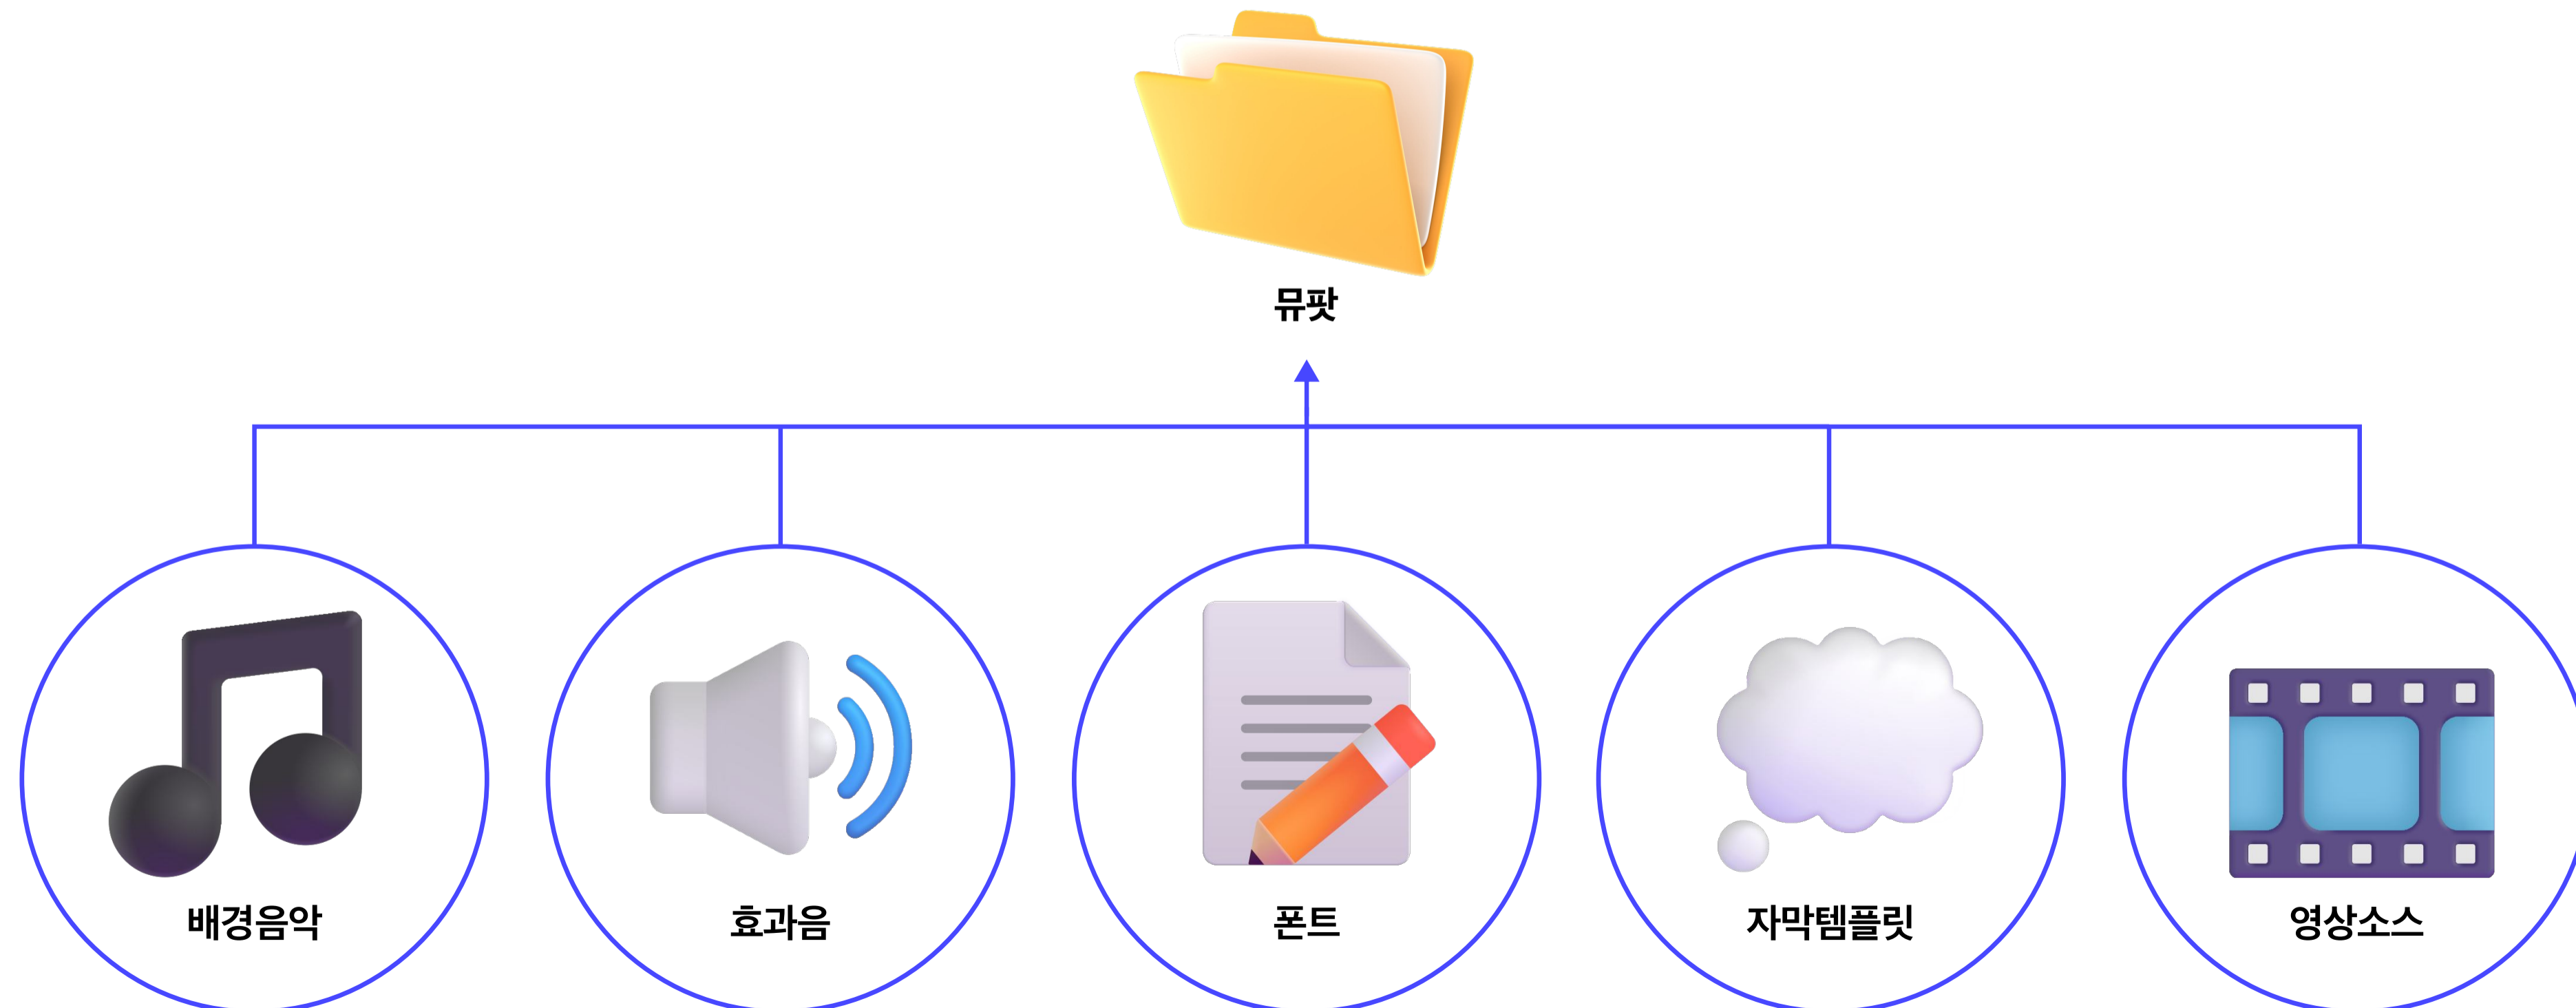 뮤팟
배경음악
효과음
폰트
자막템플릿
영상소스